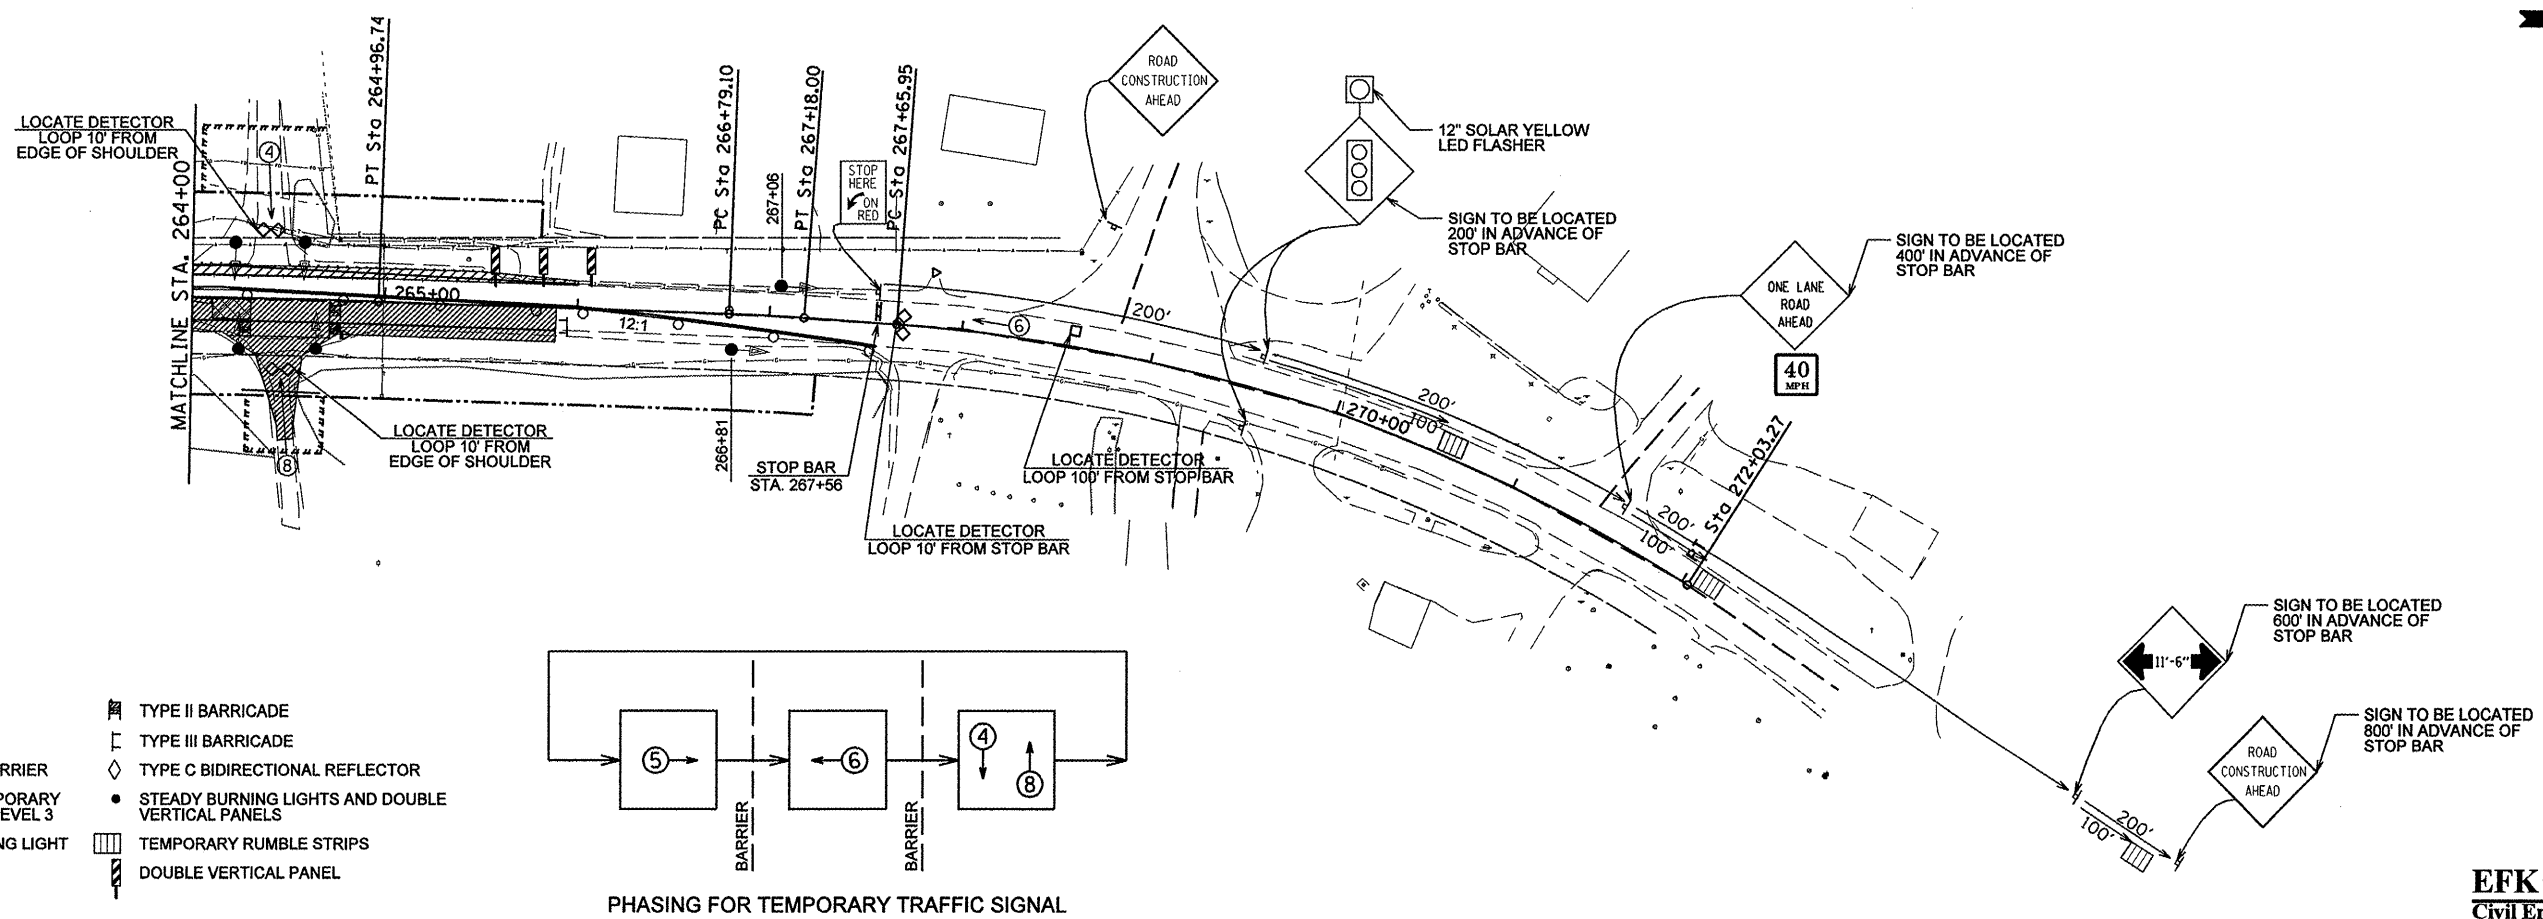 LOCATE DETECTOR
LOOP 10' FROM
EDGE OF SHOULDER
4
MATCHLINE STA. 264+00
PT Sta 264+96.74
265+00
12:1
PC Sta 266+79.10
267+06
PT Sta 267+18.00
STOP
HERE
ON
RED
PC Sta 267+65.95
ROAD
CONSTRUCTION
AHEAD
12" SOLAR YELLOW
LED FLASHER
SIGN TO BE LOCATED
200' IN ADVANCE OF
STOP BAR
ONE LANE
ROAD
AHEAD
40
MPH
SIGN TO BE LOCATED
400' IN ADVANCE OF
STOP BAR
6
200'
200'
100'
270+00
200'
100'
PT Sta 272+03.27
8
LOCATE DETECTOR
LOOP 10' FROM
EDGE OF SHOULDER
266+81
STOP BAR
STA. 267+56
LOCATE DETECTOR
LOOP 100' FROM STOP BAR
LOCATE DETECTOR
LOOP 10' FROM STOP BAR
11'-6"
SIGN TO BE LOCATED
600' IN ADVANCE OF
STOP BAR
ROAD
CONSTRUCTION
AHEAD
SIGN TO BE LOCATED
800' IN ADVANCE OF
STOP BAR
200'
100'
TYPE II BARRICADE
TYPE III BARRICADE
RRIER
TYPE C BIDIRECTIONAL REFLECTOR
PORARY
EVEL 3
STEADY BURNING LIGHTS AND DOUBLE
VERTICAL PANELS
NG LIGHT
TEMPORARY RUMBLE STRIPS
DOUBLE VERTICAL PANEL
5
BARRIER
6
BARRIER
4
8
PHASING FOR TEMPORARY TRAFFIC SIGNAL
EFK
Civil En